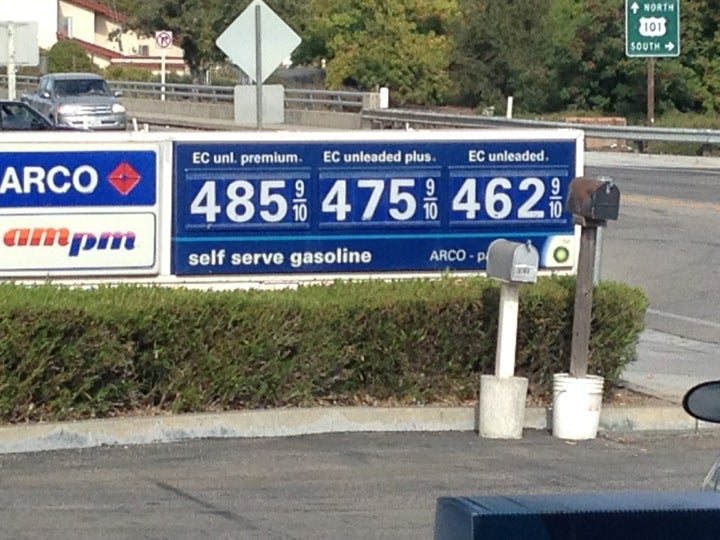 NORTH
101
SOUTH
ARCO
ampm
EC unl. premium. EC unleaded plus. EC unleaded.
485 9/10 475 9/10 462 9/10
self serve gasoline ARCO - p
bp